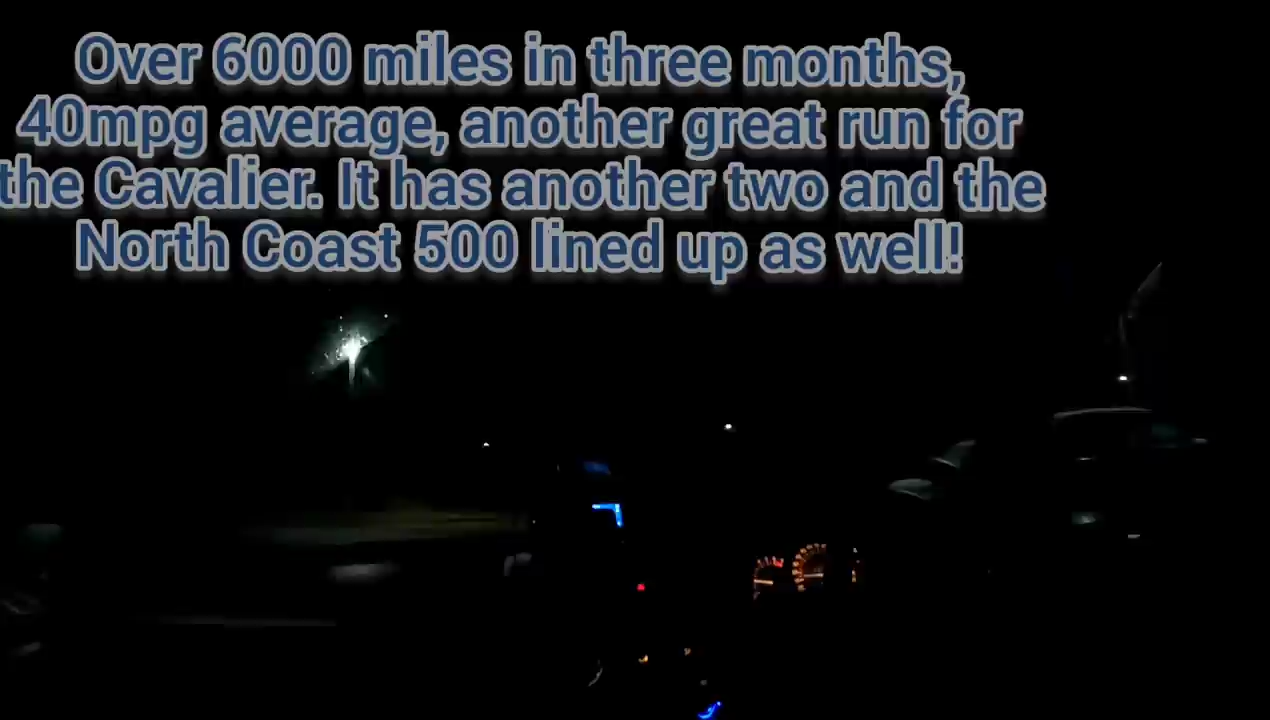 Over 6000 miles in three months,
40mpg average, another great run for
the Cavalier. It has another two and the
North Coast 500 lined up as well!